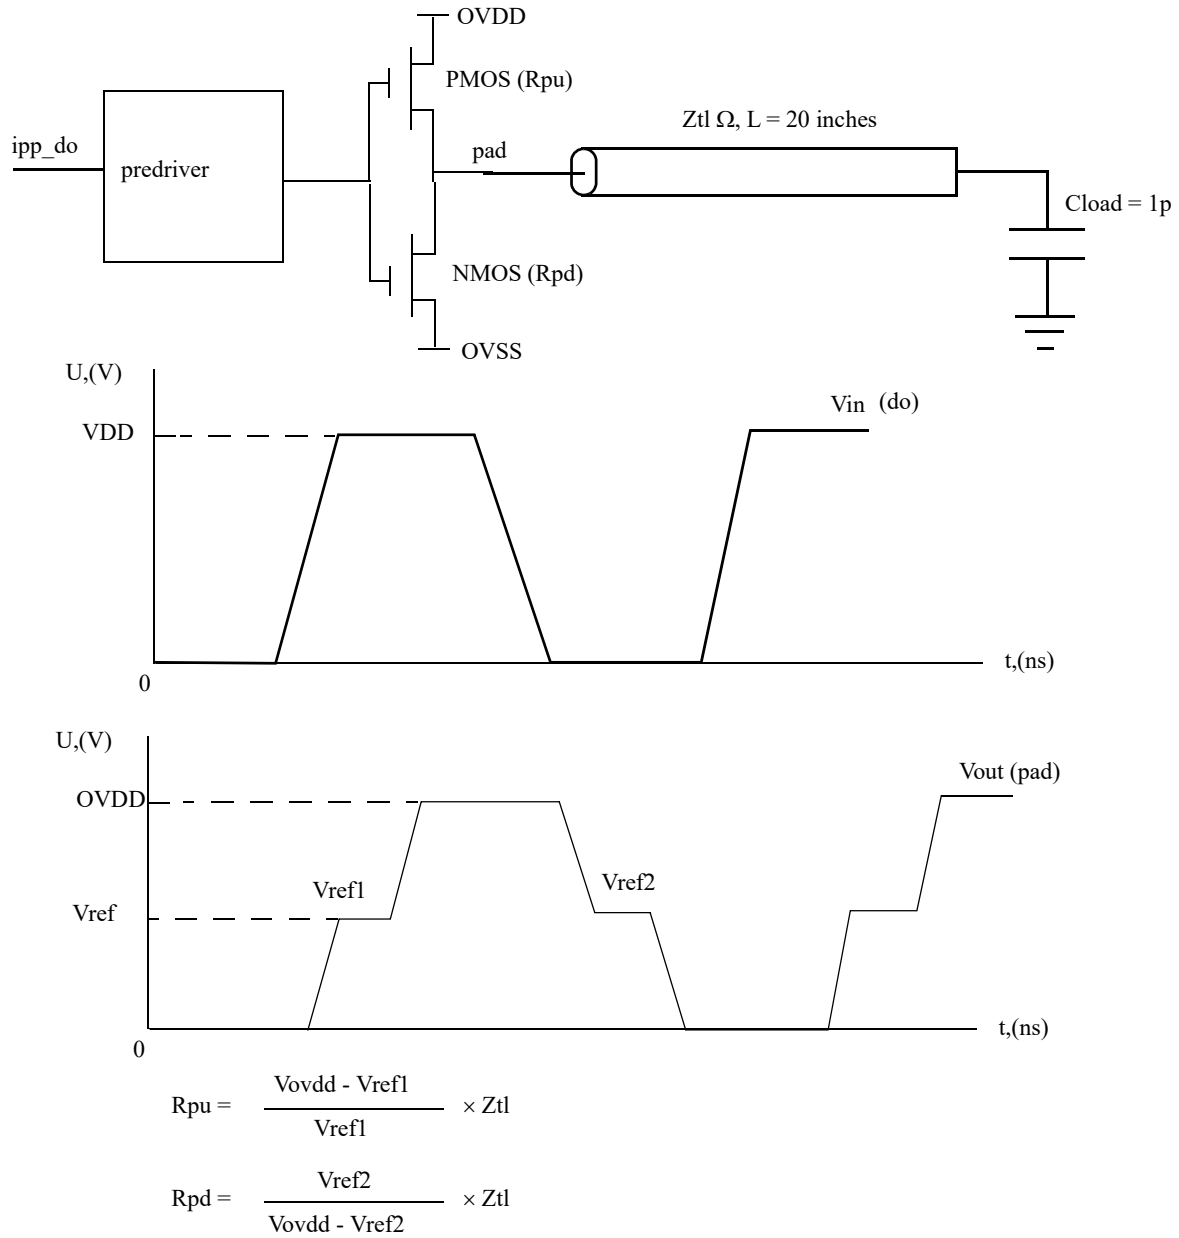 OVDD
PMOS (Rpu)
Ztl Ω, L = 20 inches
ipp_do
predriver
pad
Cload = 1p
NMOS (Rpd)
OVSS
U,(V)
VDD
Vin (do)
t,(ns)
0
U,(V)
OVDD
Vout (pad)
Vref1
Vref2
Vref
t,(ns)
0
Vovdd - Vref1
Rpu = × Ztl
Vref1
Vref2
Rpd = × Ztl
Vovdd - Vref2